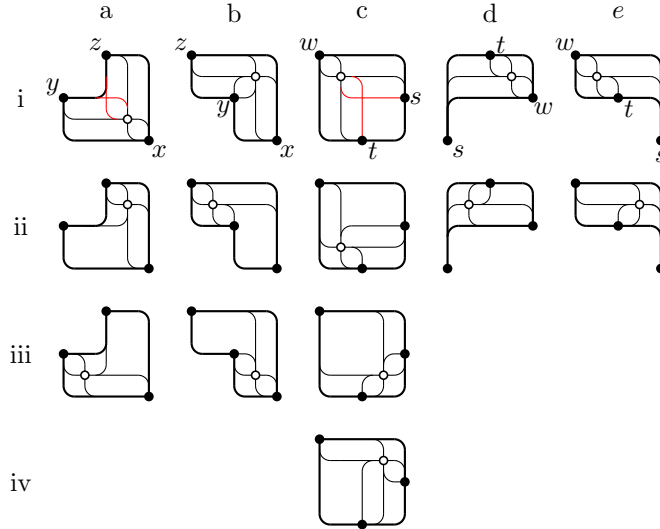 a b c d e
z z w t w
i y y s w t
x x t s s
ii
iii
iv